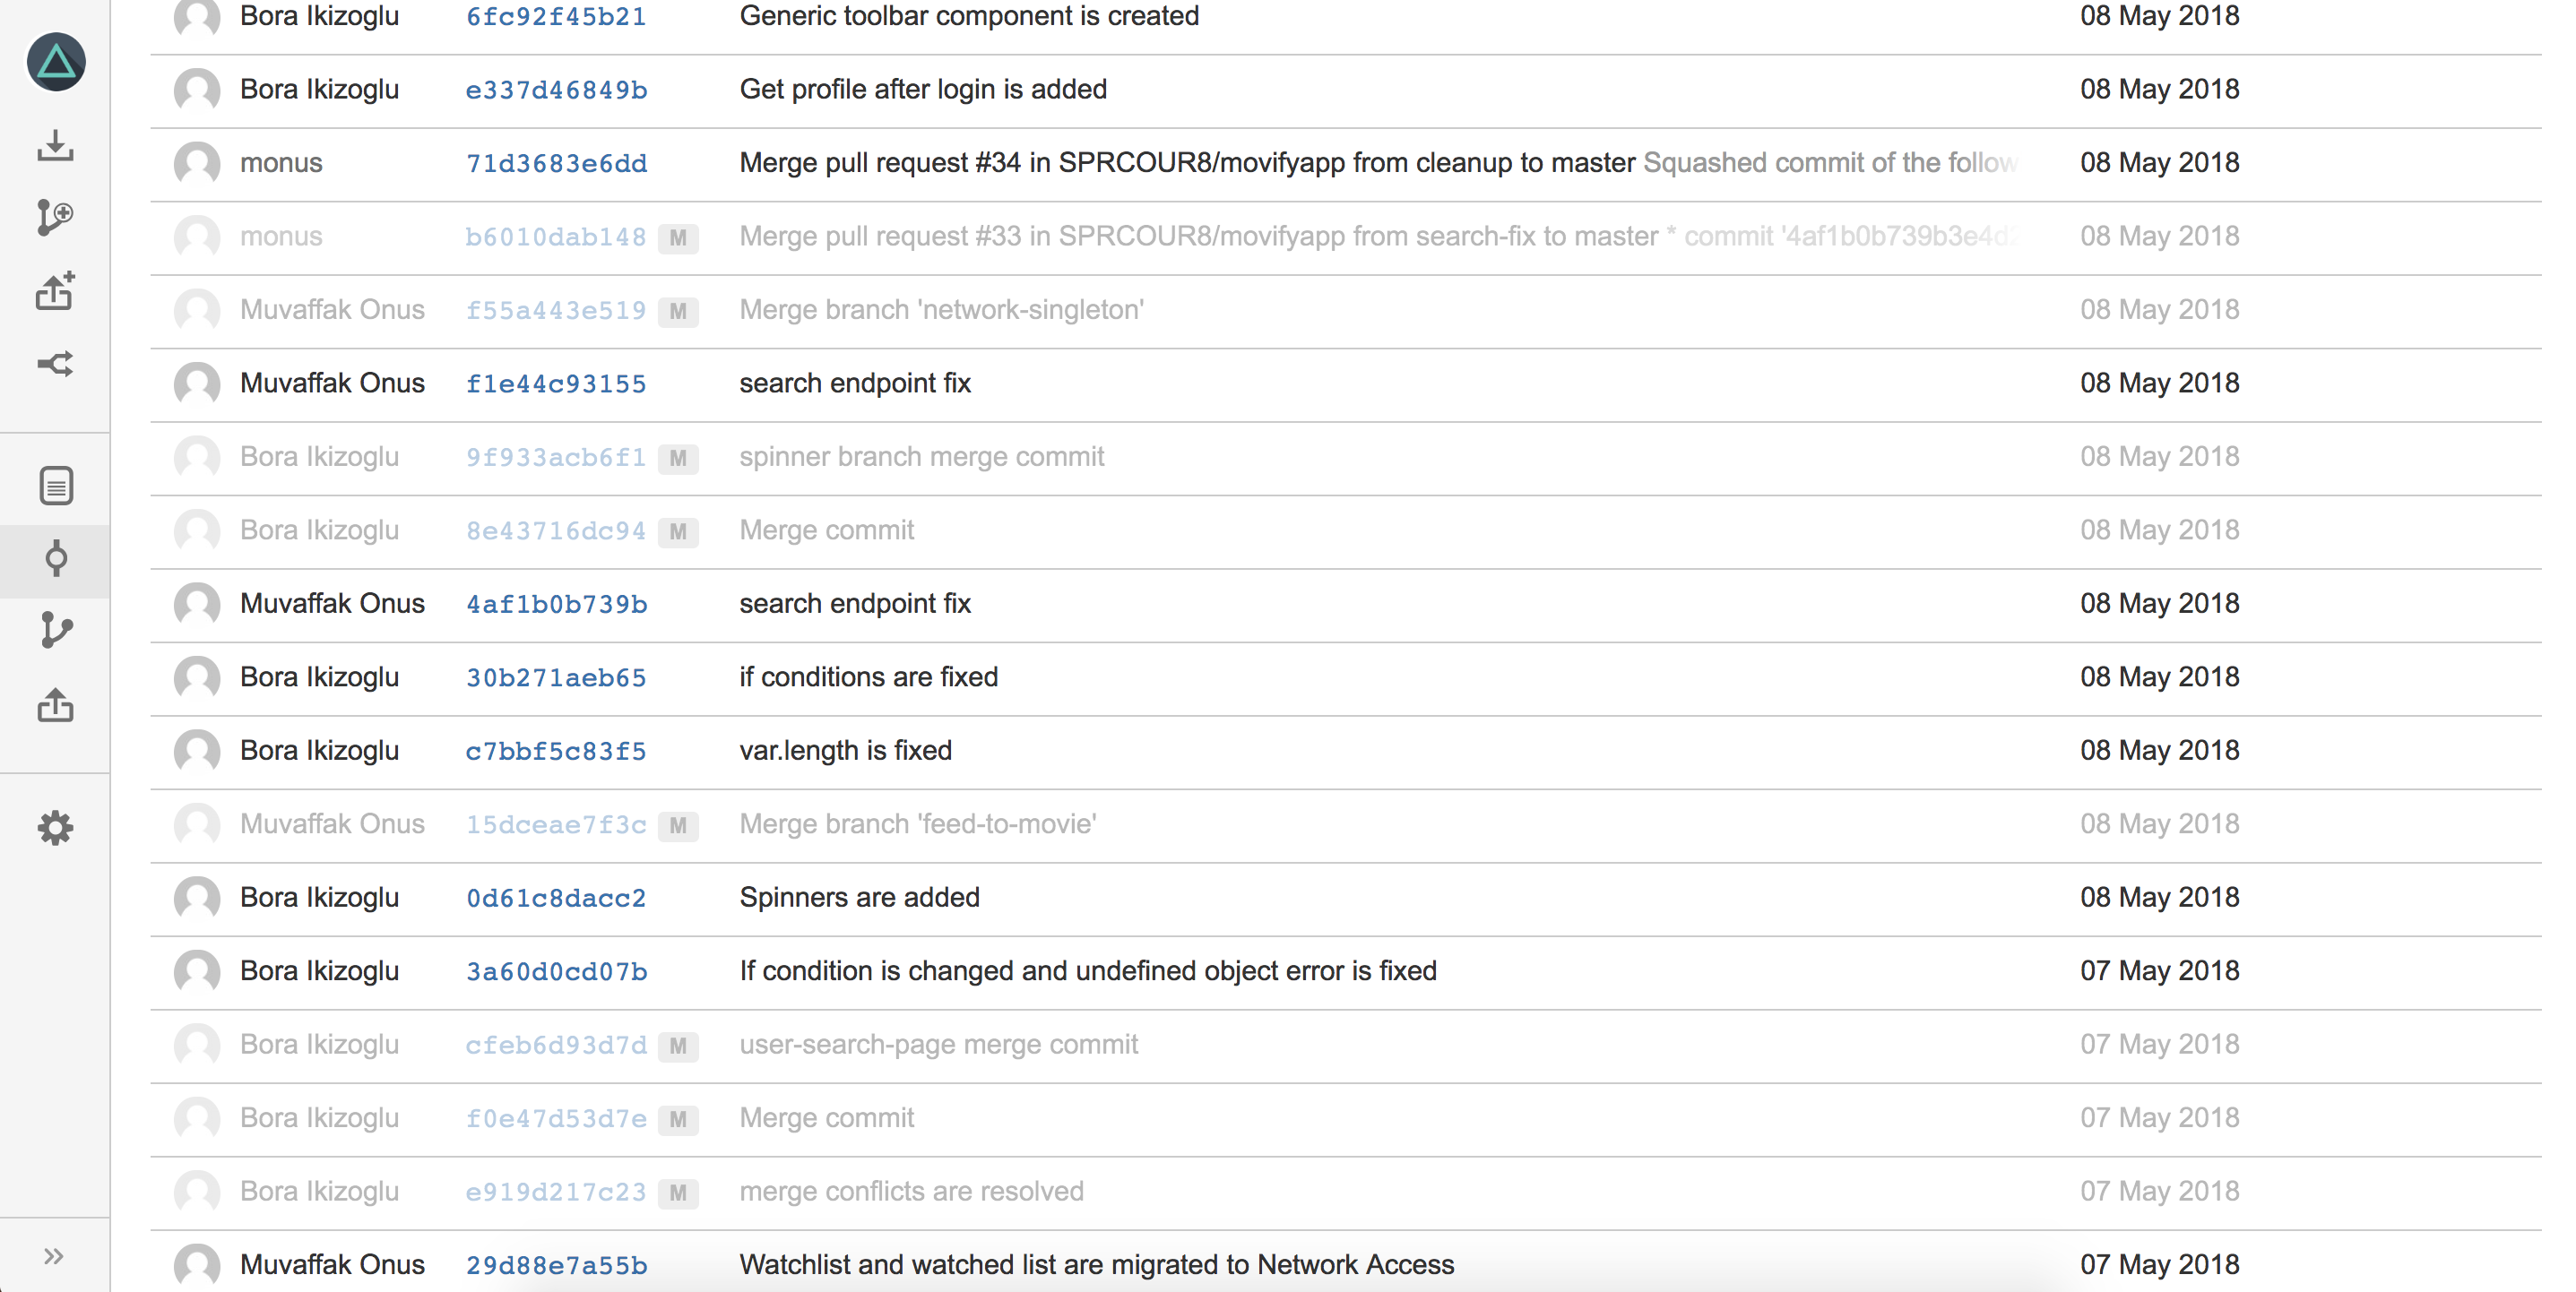 Bora Ikizoglu 6fc92f45b21 Generic toolbar component is created 08 May 2018
Bora Ikizoglu e337d46849b Get profile after login is added 08 May 2018
monus 71d3683e6dd Merge pull request #34 in SPRCOUR8/movifyapp from cleanup to master Squashed commit of the follow 08 May 2018
monus b6010dab148 M Merge pull request #33 in SPRCOUR8/movifyapp from search-fix to master * commit '4af1b0b739b3e4d 08 May 2018
Muvaffak Onus f55a443e519 M Merge branch 'network-singleton' 08 May 2018
Muvaffak Onus f1e44c93155 search endpoint fix 08 May 2018
Bora Ikizoglu 9f933acb6f1 M spinner branch merge commit 08 May 2018
Bora Ikizoglu 8e43716dc94 M Merge commit 08 May 2018
Muvaffak Onus 4af1b0b739b search endpoint fix 08 May 2018
Bora Ikizoglu 30b271aeb65 if conditions are fixed 08 May 2018
Bora Ikizoglu c7bbf5c83f5 var.length is fixed 08 May 2018
Muvaffak Onus 15dceae7f3c M Merge branch 'feed-to-movie' 08 May 2018
Bora Ikizoglu 0d61c8dacc2 Spinners are added 08 May 2018
Bora Ikizoglu 3a60d0cd07b If condition is changed and undefined object error is fixed 07 May 2018
Bora Ikizoglu cfeb6d93d7d M user-search-page merge commit 07 May 2018
Bora Ikizoglu f0e47d53d7e M Merge commit 07 May 2018
Bora Ikizoglu e919d217c23 M merge conflicts are resolved 07 May 2018
Muvaffak Onus 29d88e7a55b Watchlist and watched list are migrated to Network Access 07 May 2018